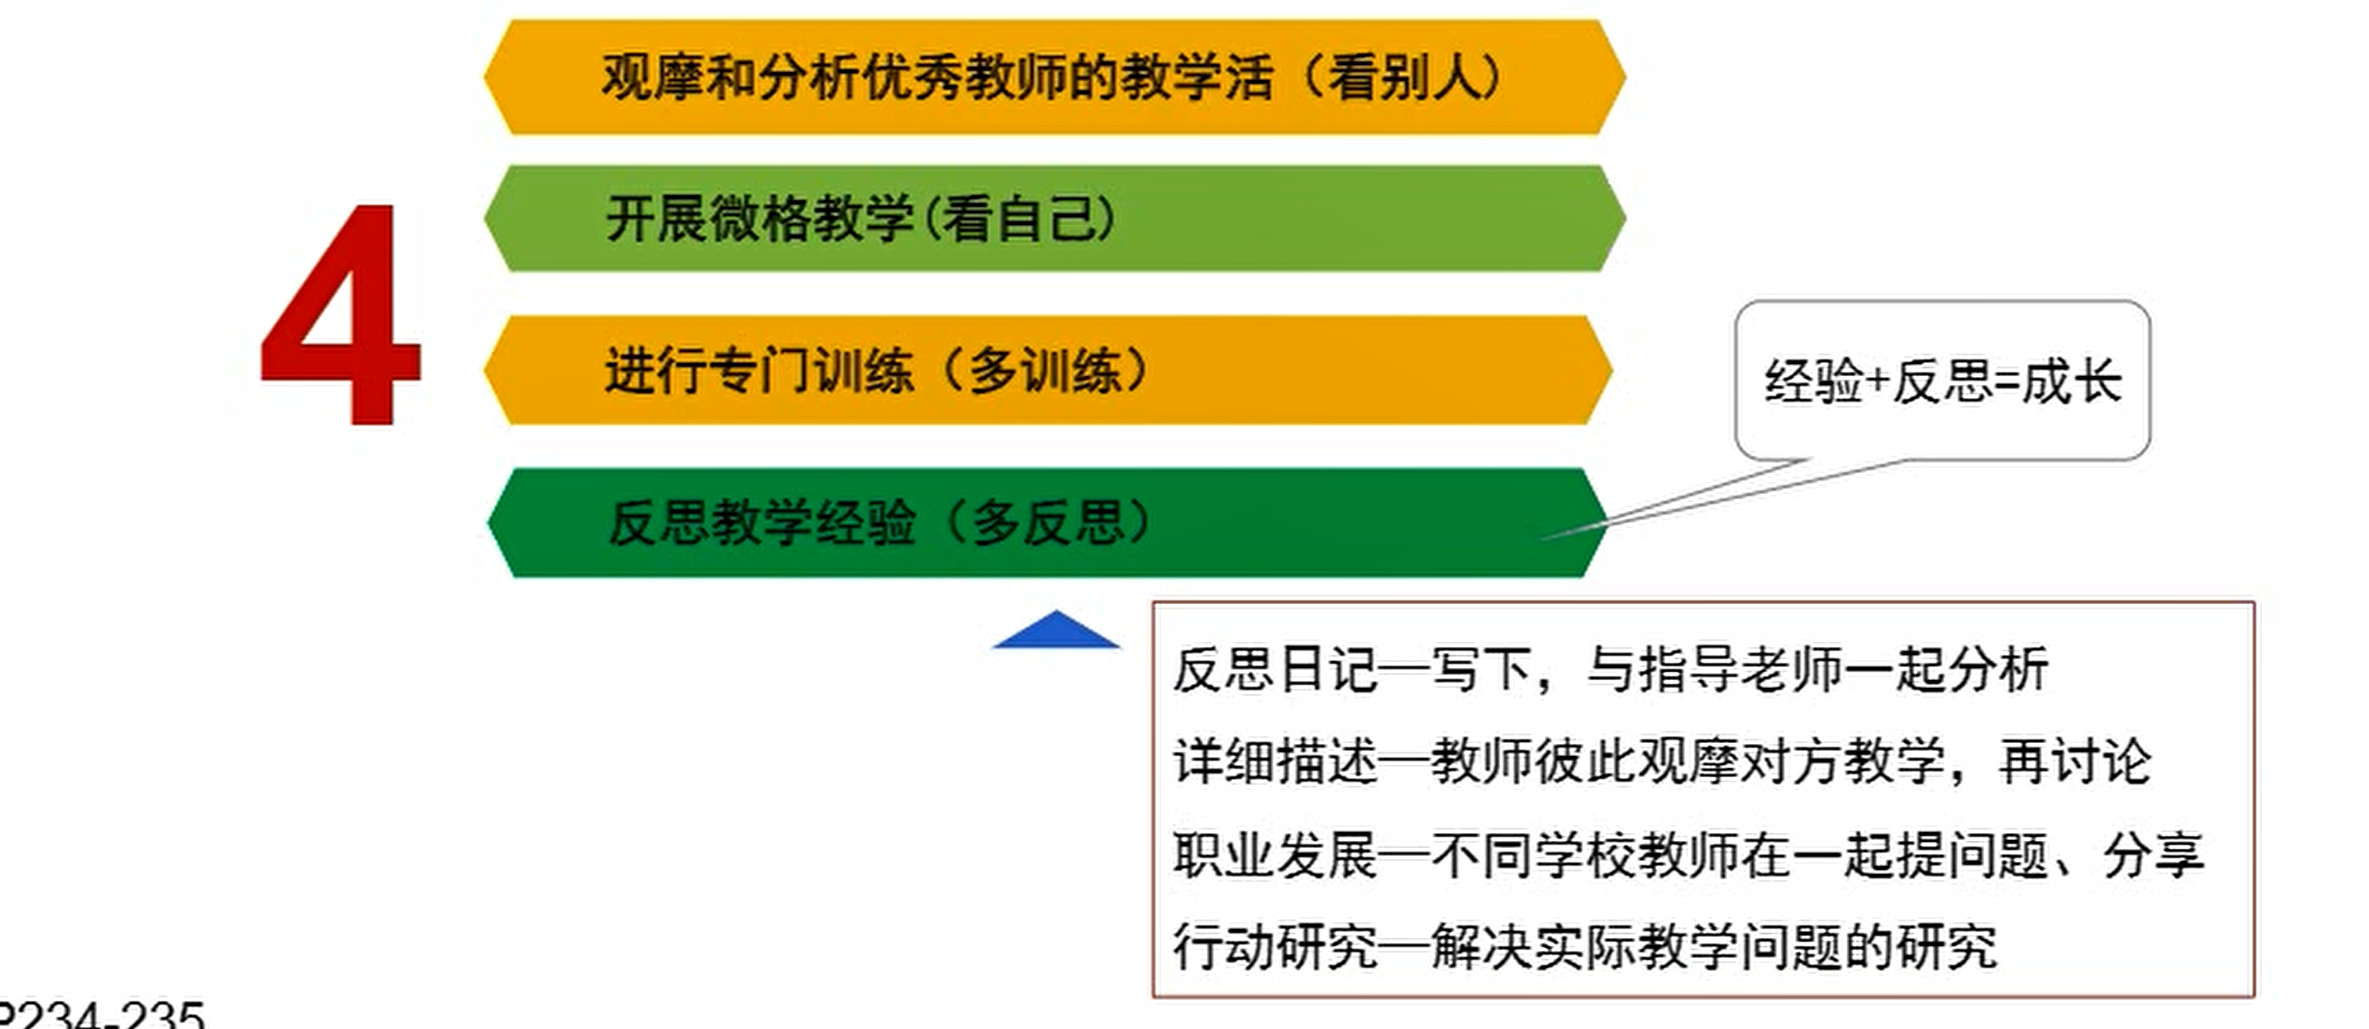 观摩和分析优秀教师的教学活（看别人）
开展微格教学(看自己)
4
进行专门训练（多训练）
经验+反思=成长
反思教学经验（多反思）
反思日记—写下，与指导老师一起分析
详细描述—教师彼此观摩对方教学，再讨论
职业发展—不同学校教师在一起提问题、分享
行动研究—解决实际教学问题的研究
P234-235